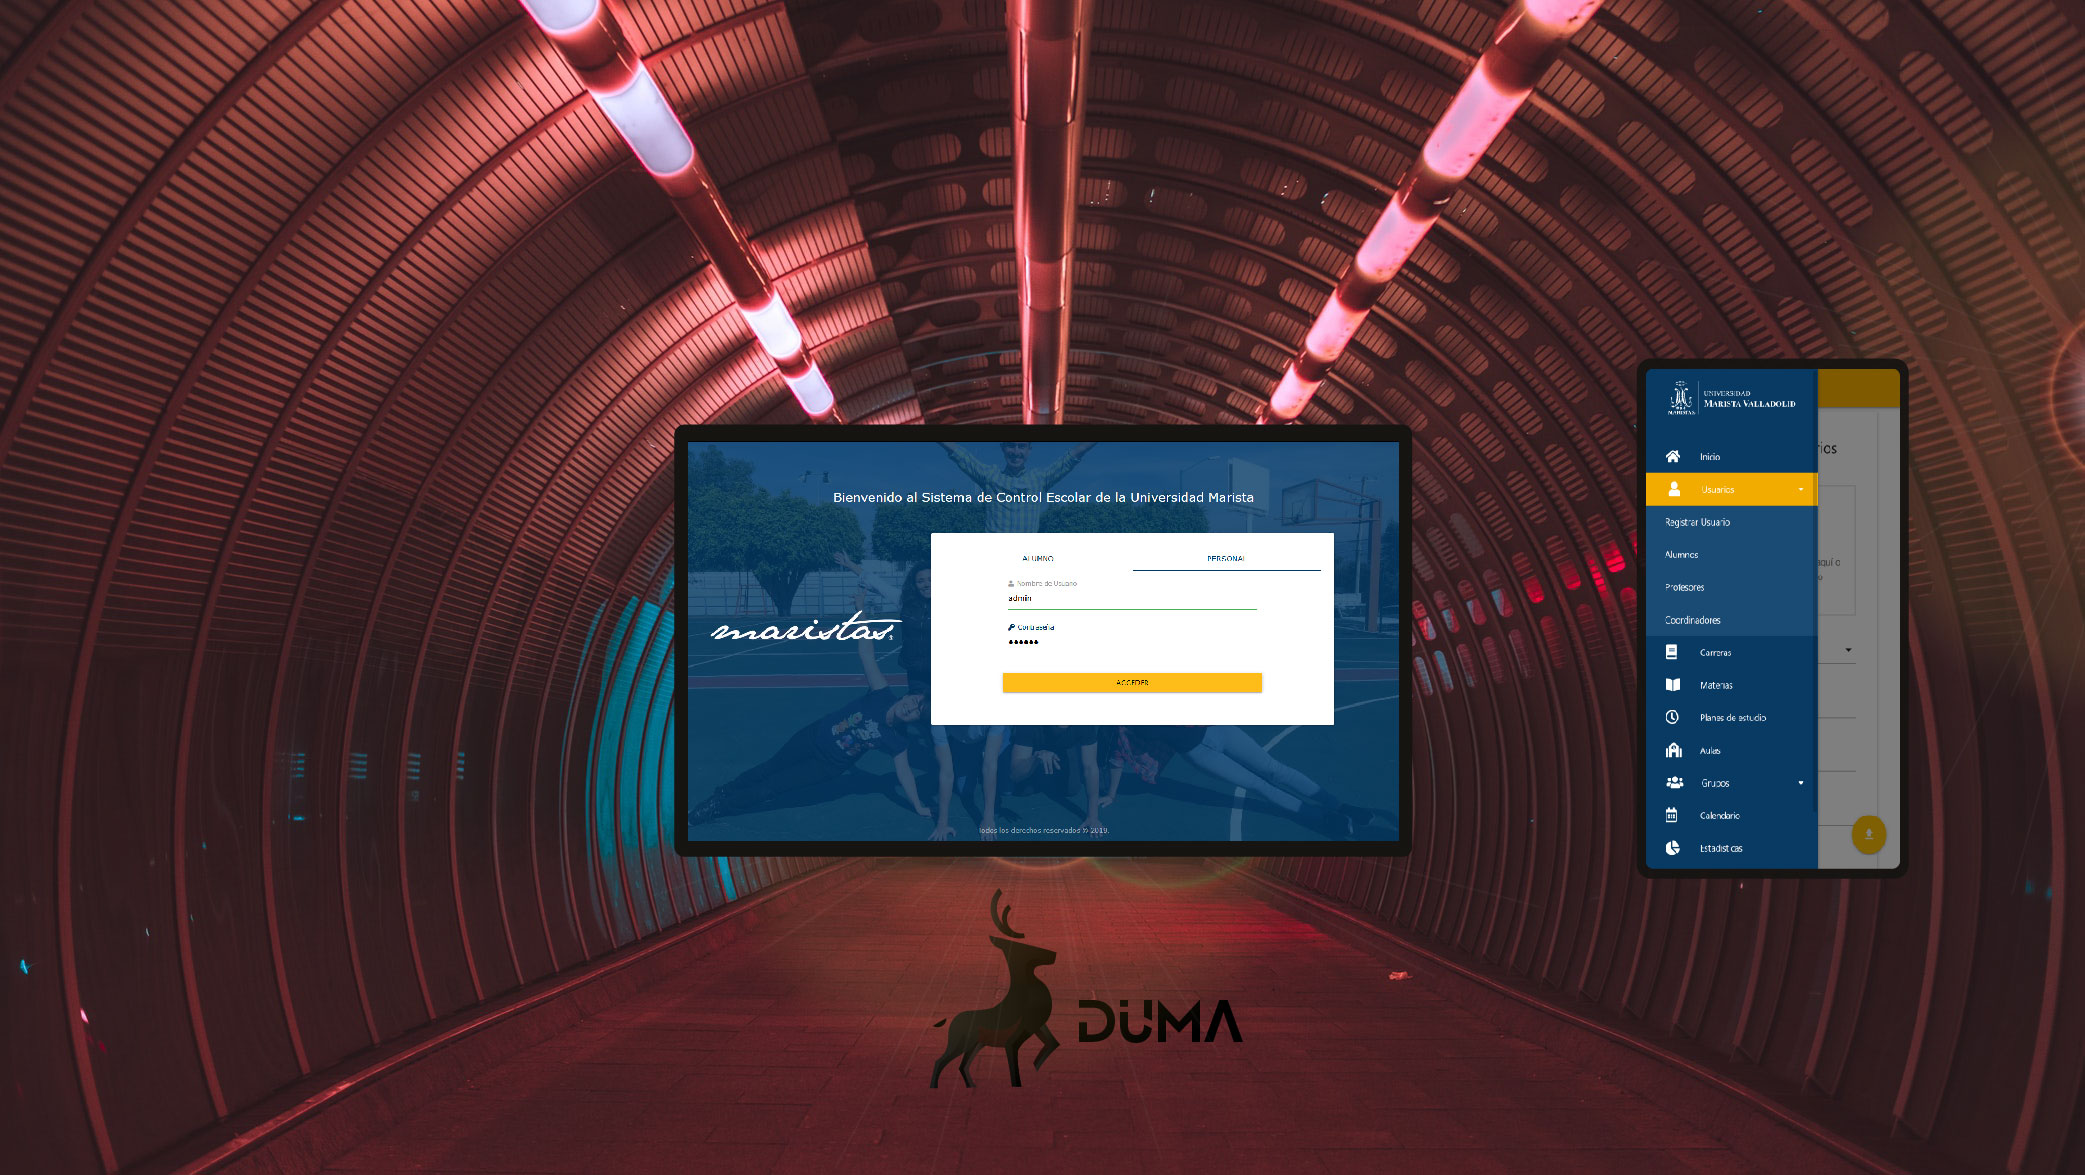 Bienvenido al Sistema de Control Escolar de la Universidad Marista
ALUMNO
PERSONAL
Nombre de Usuario
admin
Contraseña
ACCEDER
maristas
Todos los derechos reservados © 2019.
MARISTAS
UNIVERSIDAD
MARISTA VALLADOLID
Inicio
Usuarios
Registrar Usuario
Alumnos
Profesores
Coordinadores
Carreras
Materias
Planes de estudio
Aulas
Grupos
Calendario
Estadísticas
DUMA